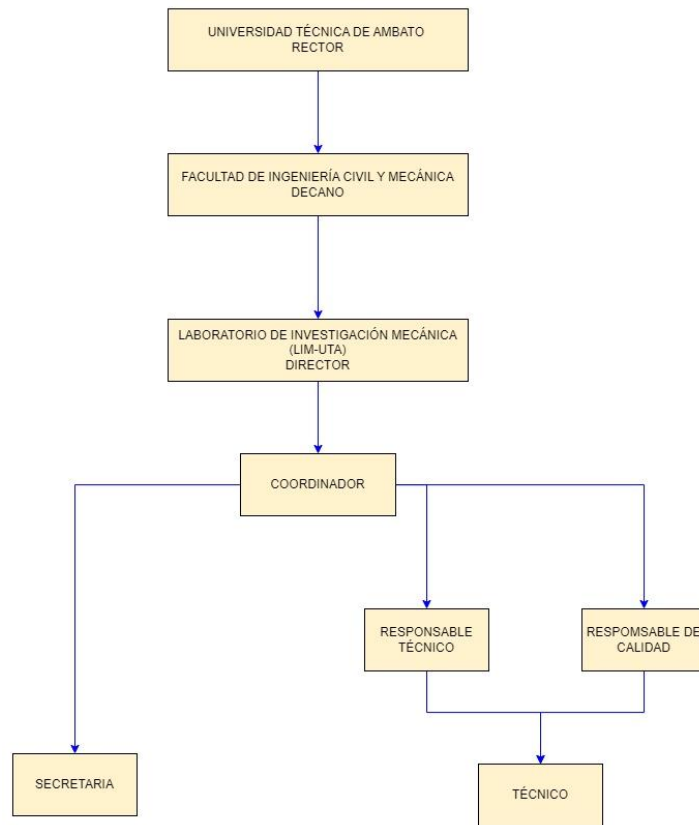 UNIVERSIDAD TÉCNICA DE AMBATO
RECTOR
FACULTAD DE INGENIERÍA CIVIL Y MECÁNICA
DECANO
LABORATORIO DE INVESTIGACIÓN MECÁNICA
(LIM-UTA)
DIRECTOR
COORDINADOR
RESPONSABLE
TÉCNICO
RESPOMSABLE DE
CALIDAD
SECRETARIA
TÉCNICO